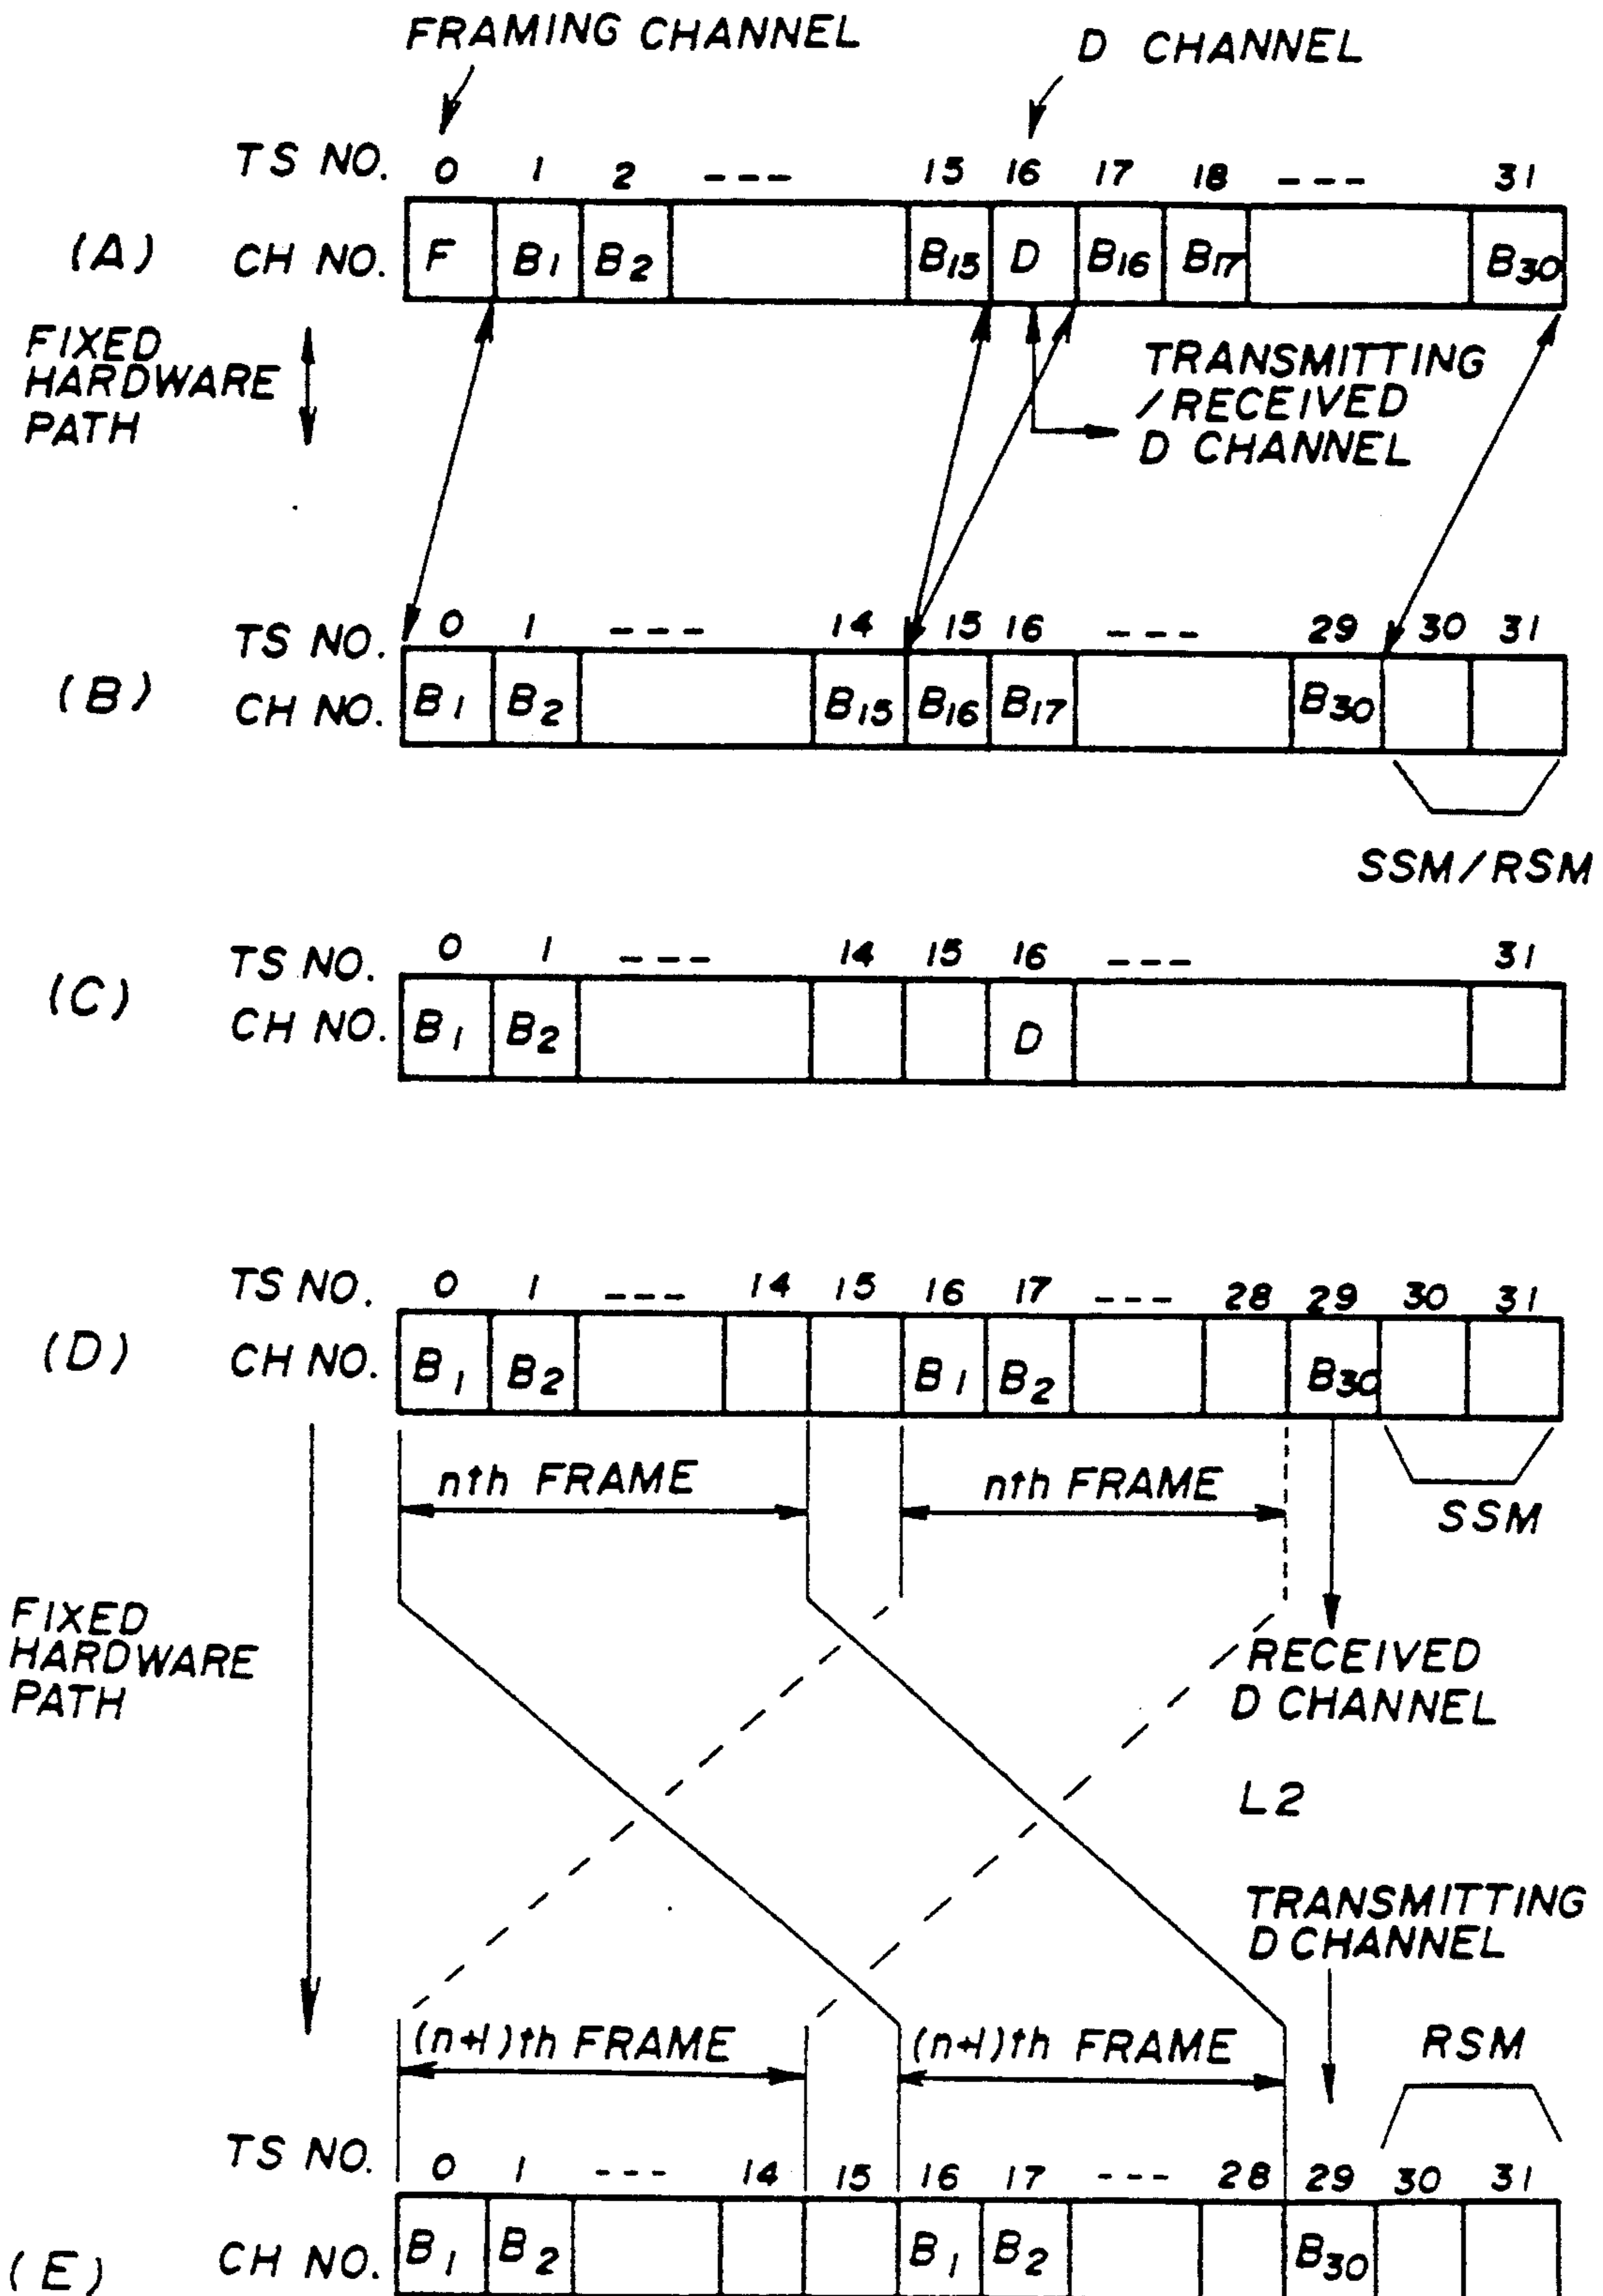 FRAMING CHANNEL
D CHANNEL
TS NO. 0 1 2 --- 15 16 17 18 --- 31
(A) CH NO. F B1 B2 B15 D B16 B17 B30
FIXED
HARDWARE
PATH
TRANSMITTING
/RECEIVED
D CHANNEL
TS NO. 0 1 --- 14 15 16 --- 29 30 31
(B) CH NO. B1 B2 B15 B16 B17 B30
SSM/RSM
TS NO. 0 1 --- 14 15 16 --- 31
(C) CH NO. B1 B2 D
TS NO. 0 1 --- 14 15 16 17 --- 28 29 30 31
(D) CH NO. B1 B2 B1 B2 B30
nth FRAME nth FRAME
SSM
FIXED
HARDWARE
PATH
RECEIVED
D CHANNEL
L2
TRANSMITTING
D CHANNEL
(n+1)th FRAME (n+1)th FRAME RSM
TS NO. 0 1 --- 14 15 16 17 --- 28 29 30 31
(E) CH NO. B1 B2 B1 B2 B30